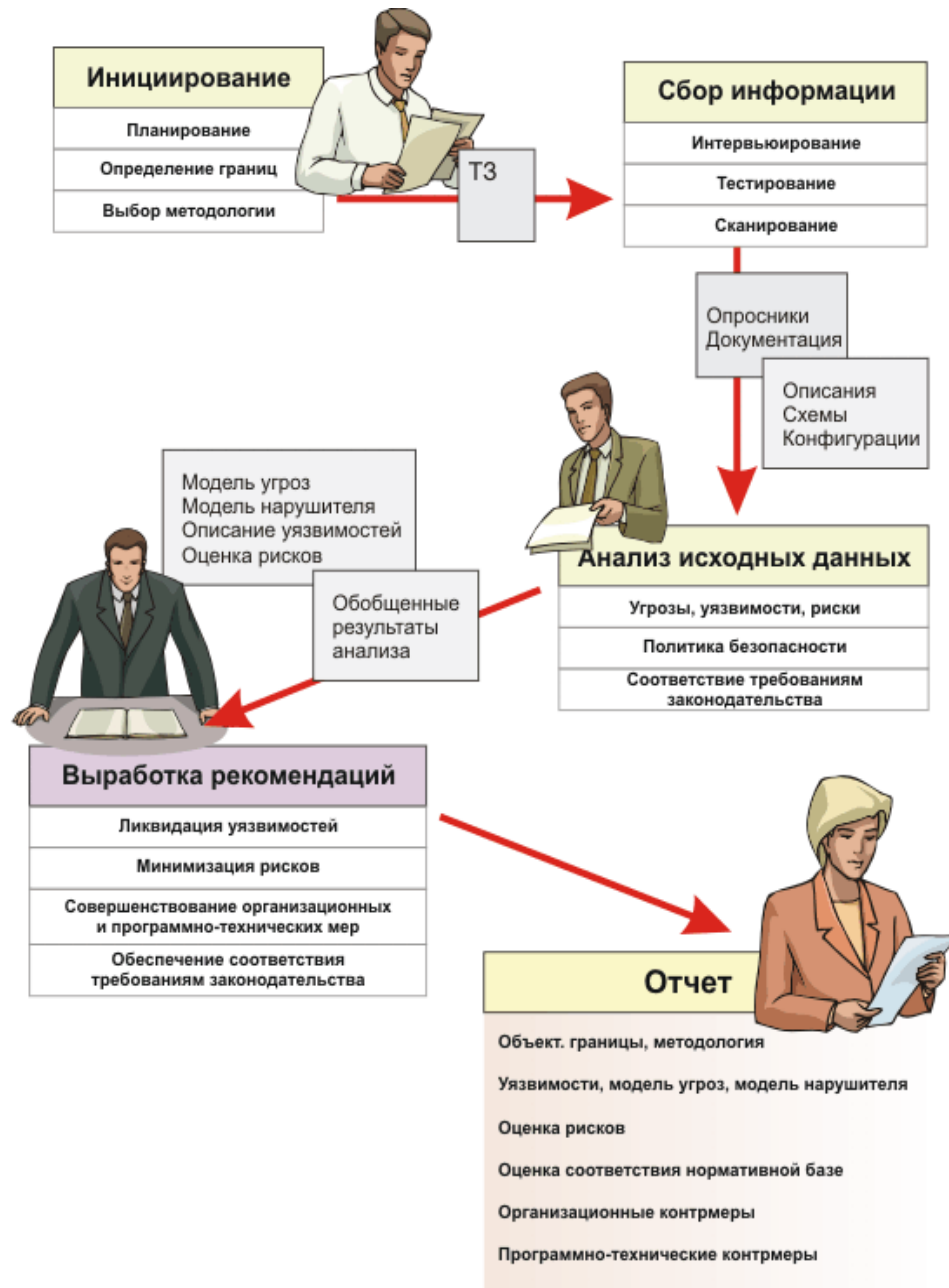 Инициирование
Планирование
Определение границ
Выбор методологии
ТЗ
Сбор информации
Интервьюирование
Тестирование
Сканирование
Опросники
Документация
Описания
Схемы
Конфигурации
Анализ исходных данных
Угрозы, уязвимости, риски
Политика безопасности
Соответствие требованиям
законодательства
Модель угроз
Модель нарушителя
Описание уязвимостей
Оценка рисков
Обобщенные
результаты
анализа
Выработка рекомендаций
Ликвидация уязвимостей
Минимизация рисков
Совершенствование организационных
и программно-технических мер
Обеспечение соответствия
требованиям законодательства
Отчет
Объект. границы, методология
Уязвимости, модель угроз, модель нарушителя
Оценка рисков
Оценка соответствия нормативной базе
Организационные контрмеры
Программно-технические контрмеры